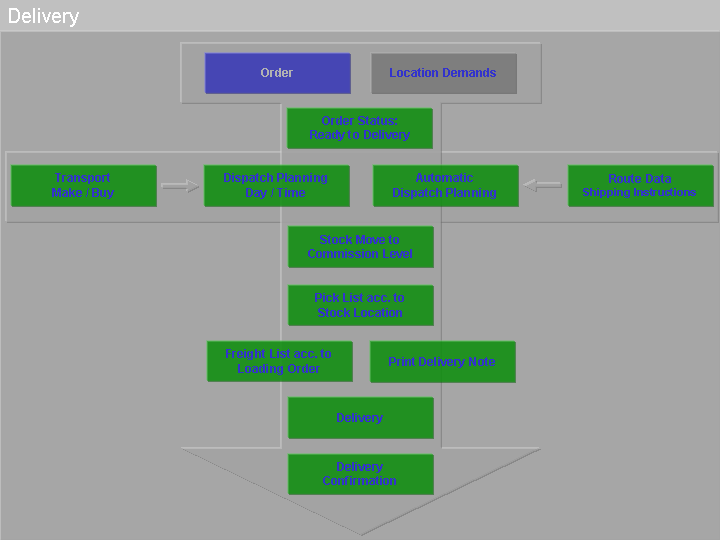 Delivery
Order
Location Demands
Order Status:
Ready to Delivery
Transport
Make / Buy
Dispatch Planning
Day / Time
Automatic
Dispatch Planning
Route Data
Shipping Instructions
Stock Move to
Commission Level
Pick List acc. to
Stock Location
Freight List acc. to
Loading Order
Print Delivery Note
Delivery
Delivery
Confirmation